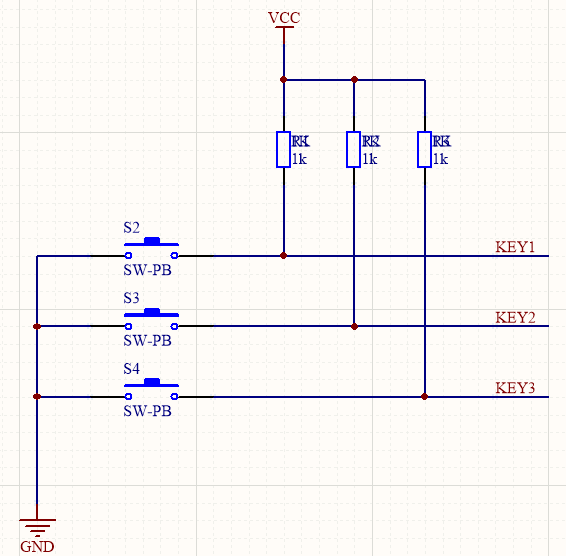 VCC
1k
1k
1k
S2
SW-PB
KEY1
S3
SW-PB
KEY2
S4
SW-PB
KEY3
GND